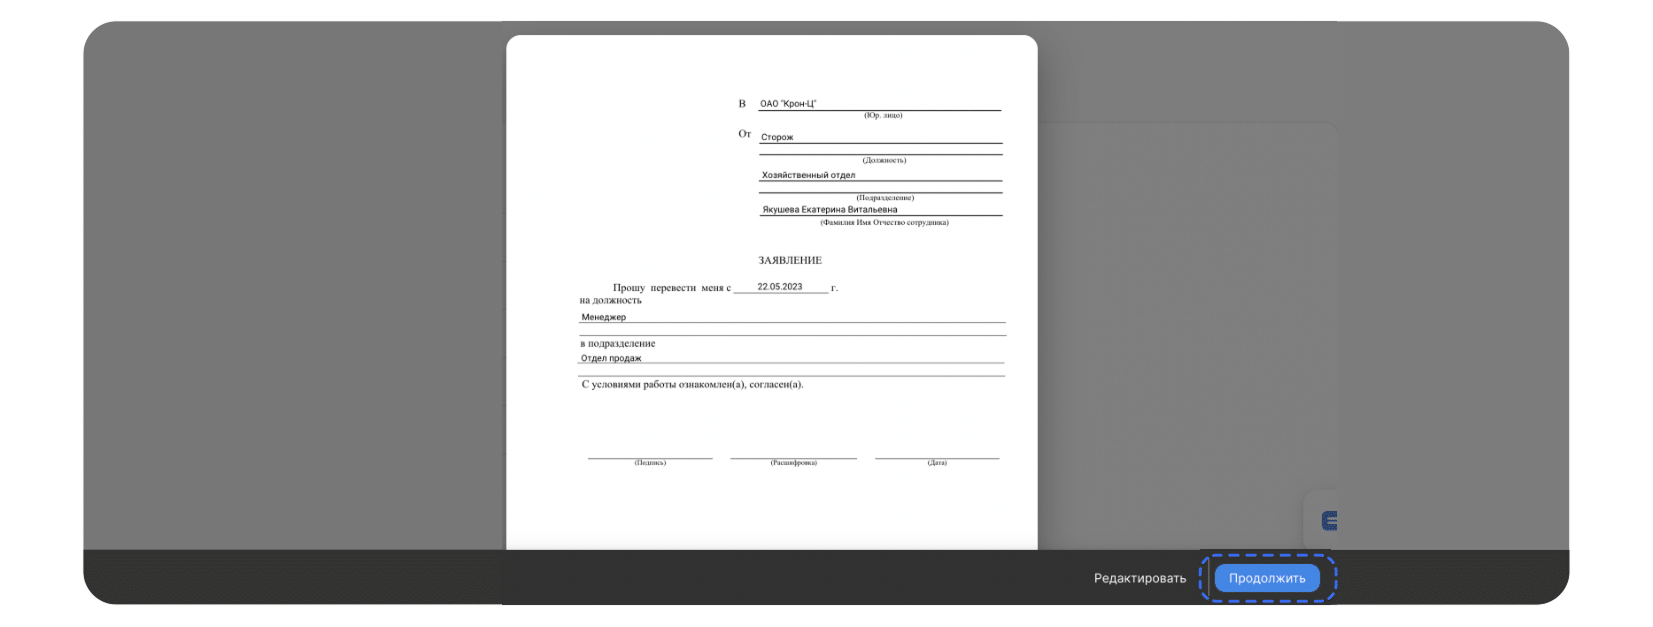 В ОАО "Крон-Ц"
(Юр. лицо)
От Сторож
(Должность)
Хозяйственный отдел
(Подразделение)
Якушева Екатерина Витальевна
(Фамилия Имя Отчество сотрудника)
ЗАЯВЛЕНИЕ
Прошу перевести меня с 22.05.2023 г.
на должность
Менеджер
в подразделение
Отдел продаж
С условиями работы ознакомлен(а), согласен(а).
(Подпись) (Расшифровка) (Дата)
Редактировать Продолжить